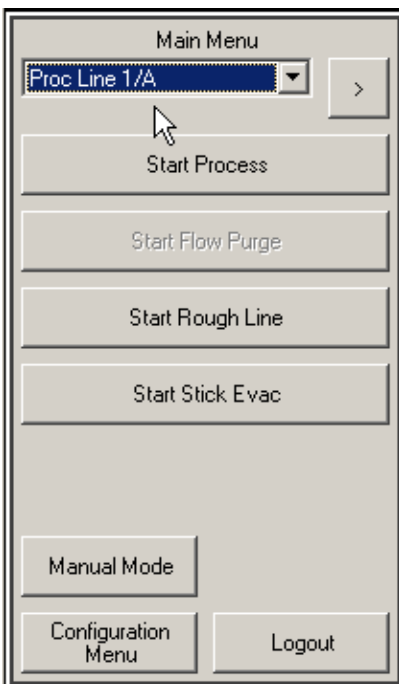 Main Menu
Proc Line 1/A
>
Start Process
Start Flow Purge
Start Rough Line
Start Stick Evac
Manual Mode
Configuration
Menu
Logout